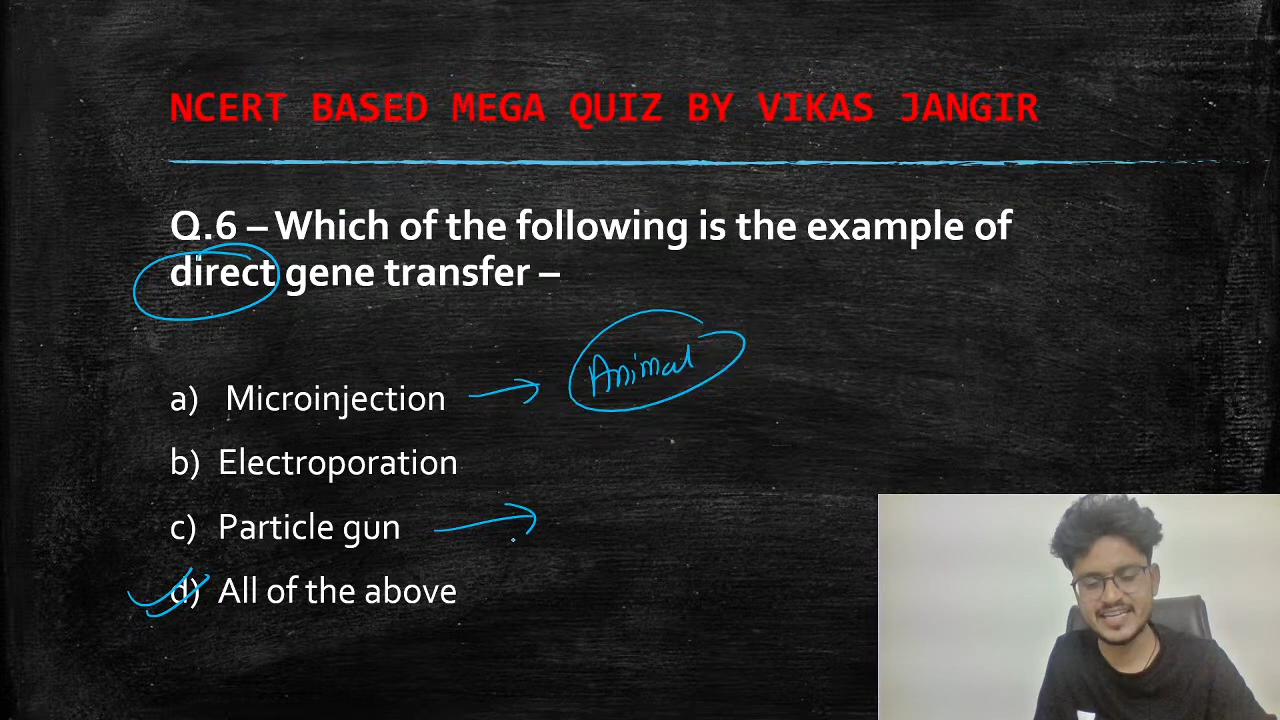 NCERT BASED MEGA QUIZ BY VIKAS JANGIR
Q.6 – Which of the following is the example of
direct gene transfer –
a) Microinjection → Animal
b) Electroporation
c) Particle gun →
d) All of the above